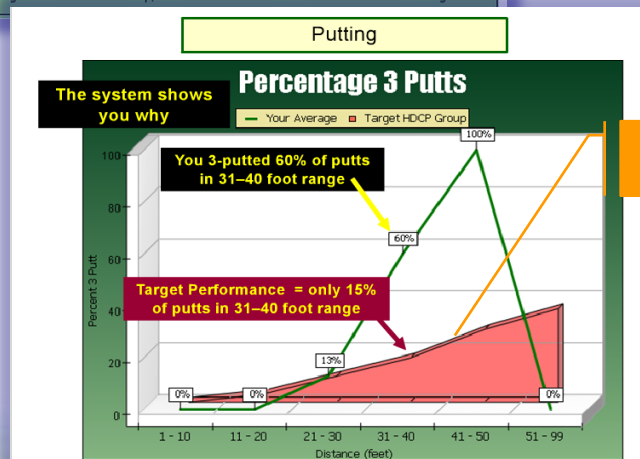 Putting
Percentage 3 Putts
The system shows
you why
Your Average
Target HDCP Group
100%
You 3-putted 60% of putts
in 31–40 foot range
60%
Target Performance = only 15%
of putts in 31–40 foot range
13%
0%
0%
0%
Percent 3 Putt
100
80
60
40
20
0
1 - 10
11 - 20
21 - 30
31 - 40
41 - 50
51 - 99
Distance (feet)